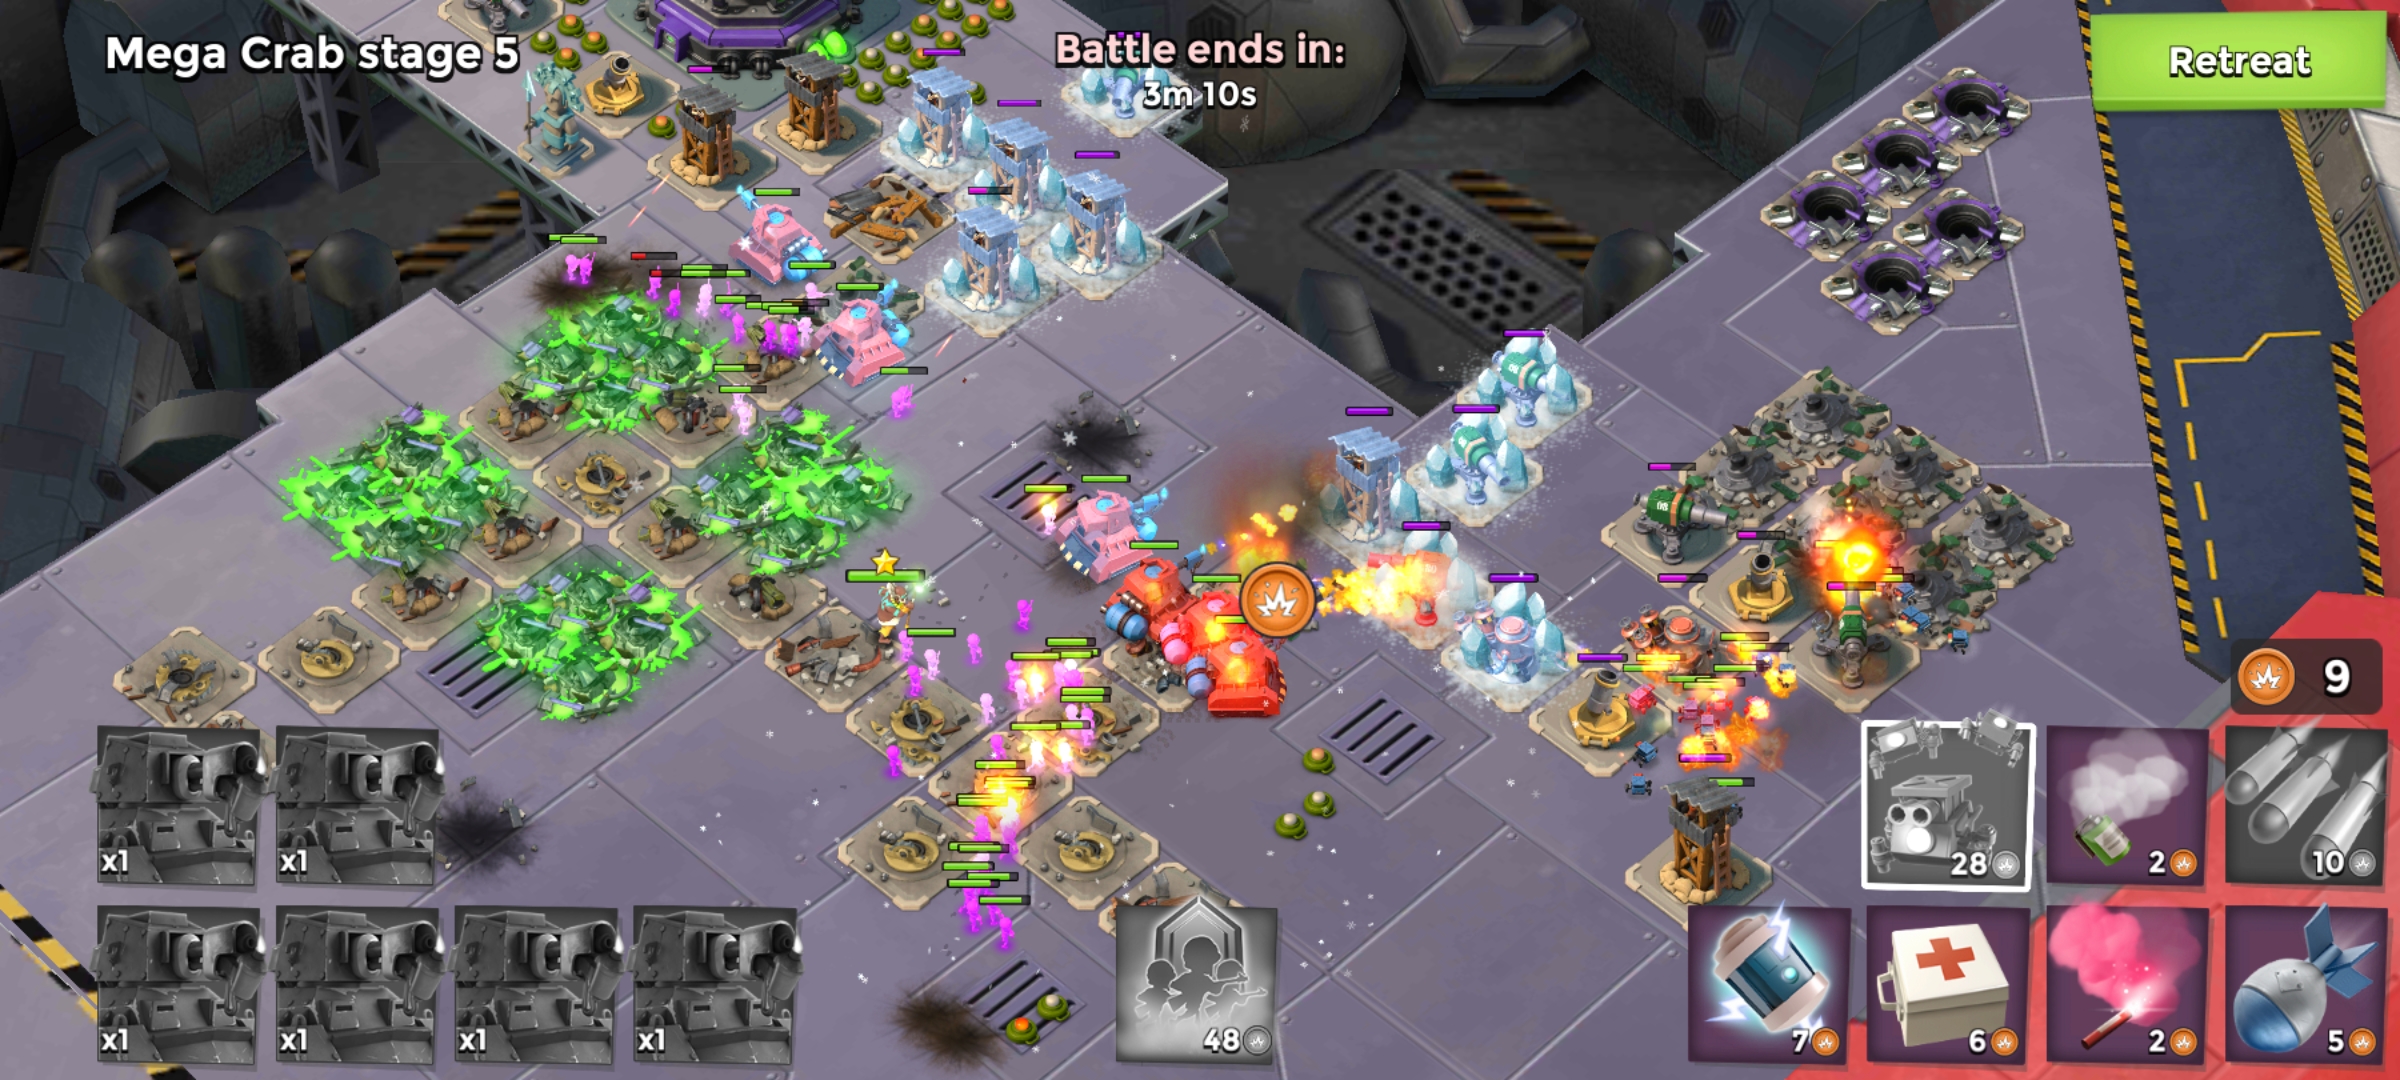 Mega Crab stage 5
Battle ends in:
3m 10s
Retreat
9
x1
x1
28
2
10
x1
x1
x1
x1
48
7
6
2
5